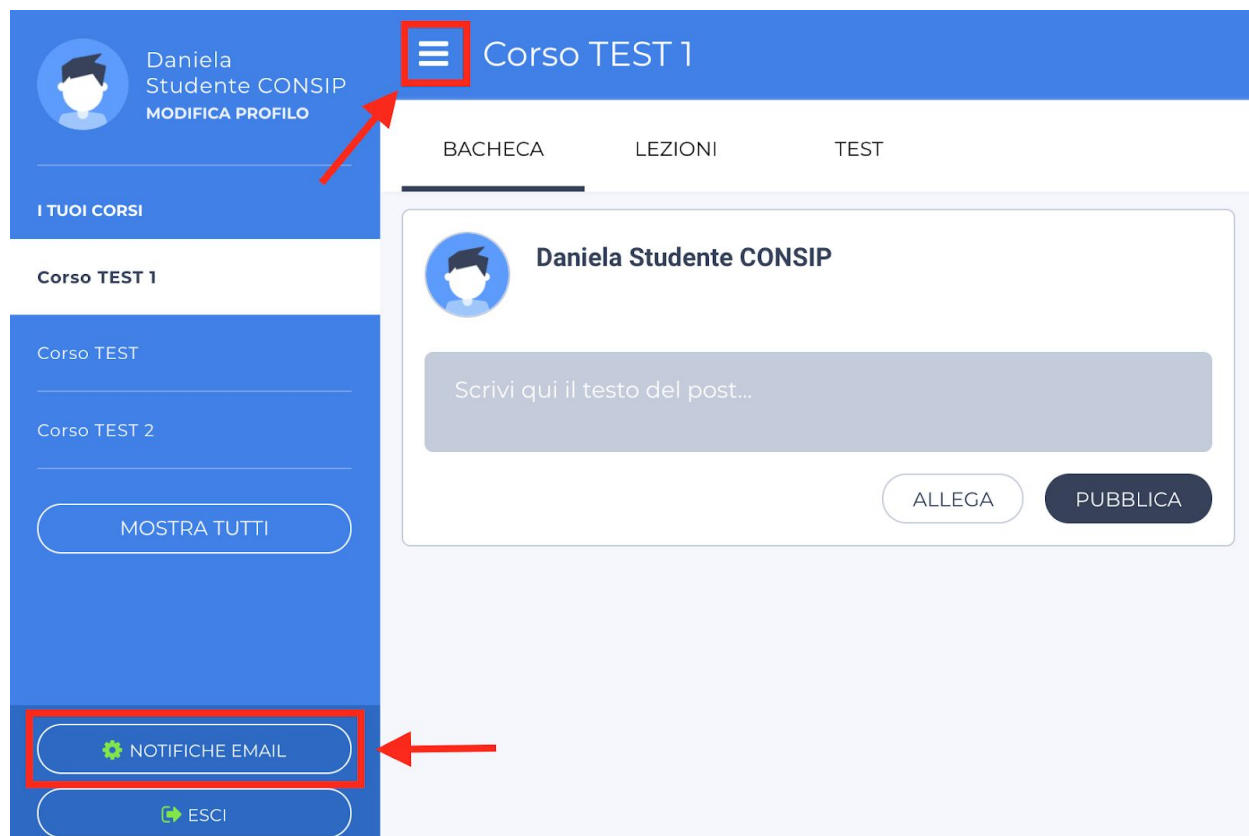 Daniela
Studente CONSIP
MODIFICA PROFILO
I TUOI CORSI
Corso TEST 1
Corso TEST
Corso TEST 2
MOSTRA TUTTI
NOTIFICHE EMAIL
ESCI
Corso TEST 1
BACHECA LEZIONI TEST
Daniela Studente CONSIP
Scrivi qui il testo del post...
ALLEGA PUBBLICA